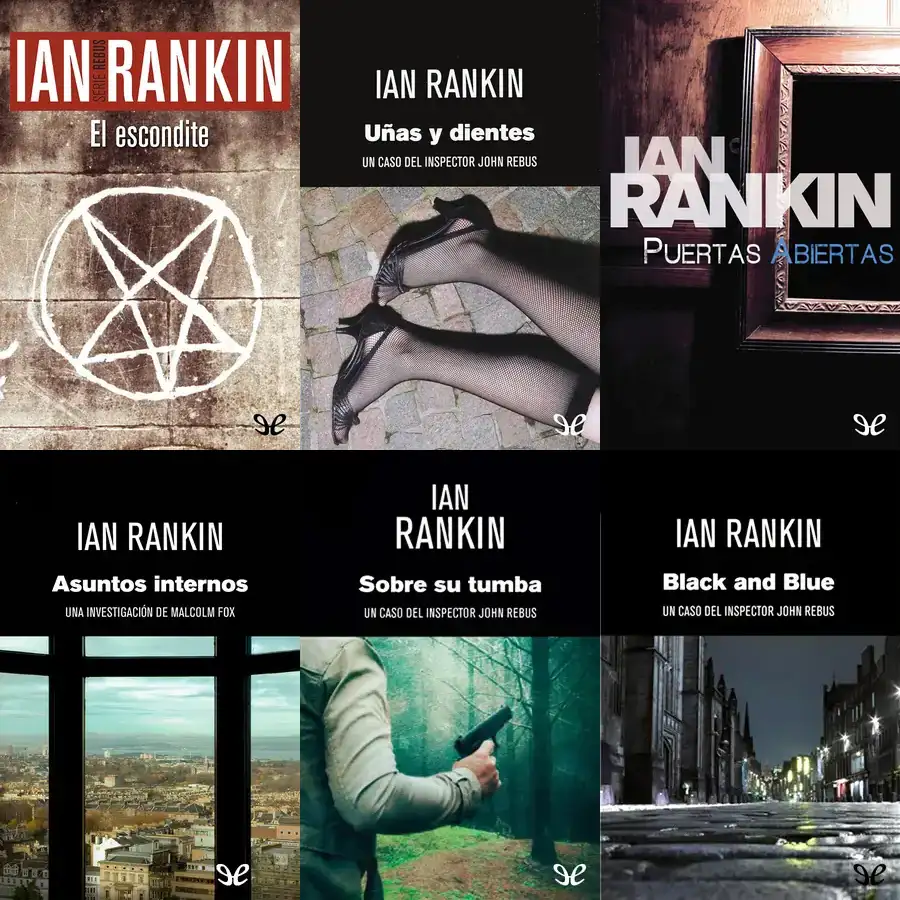 IAN RANKIN
SERIE REBUS
El escondite
IAN RANKIN
Uñas y dientes
UN CASO DEL INSPECTOR JOHN REBUS
IAN
RANKIN
PUERTAS ABIERTAS
IAN RANKIN
Asuntos internos
UNA INVESTIGACIÓN DE MALCOLM FOX
IAN
RANKIN
Sobre su tumba
UN CASO DEL INSPECTOR JOHN REBUS
IAN RANKIN
Black and Blue
UN CASO DEL INSPECTOR JOHN REBUS